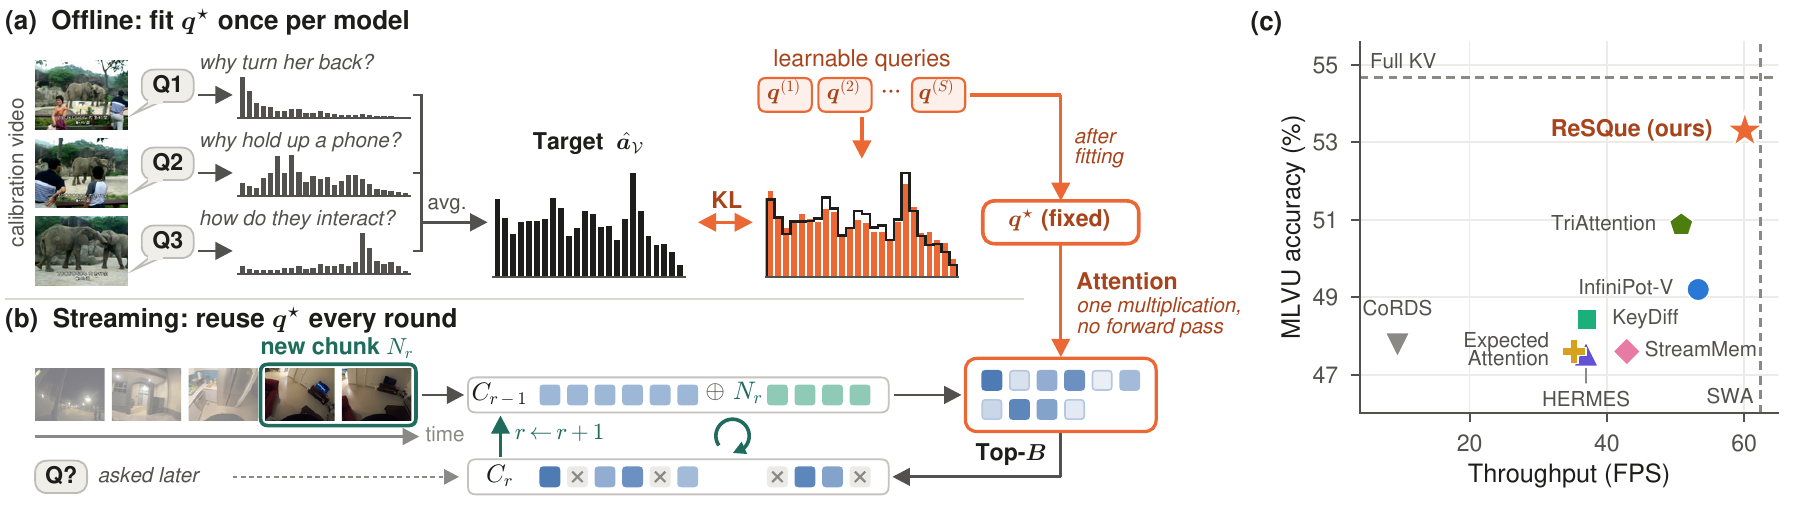 (a) Offline: fit q⋆ once per model
calibration video
Q1
why turn her back?
Q2
why hold up a phone?
Q3
how do they interact?
avg.
Target â𝒱
KL
learnable queries
q(1) q(2) ··· q(S)
after
fitting
q⋆ (fixed)
Attention
one multiplication,
no forward pass
(b) Streaming: reuse q⋆ every round
new chunk Nr
time
Cr−1 ⊕ Nr
r ← r + 1
Q? asked later
Cr
Top-B
(c)
MLVU accuracy (%)
55
53
51
49
47
Full KV
ReSQue (ours)
TriAttention
InfiniPot-V
CoRDS
KeyDiff
Expected
Attention
StreamMem
HERMES
SWA
20 40 60
Throughput (FPS)